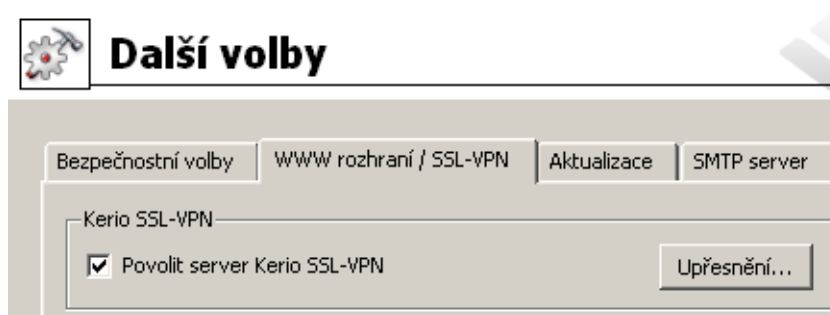 Další volby
Bezpečnostní volby WWW rozhraní / SSL-VPN Aktualizace SMTP server
Kerio SSL-VPN
Povolit server Kerio SSL-VPN Upřesnění...